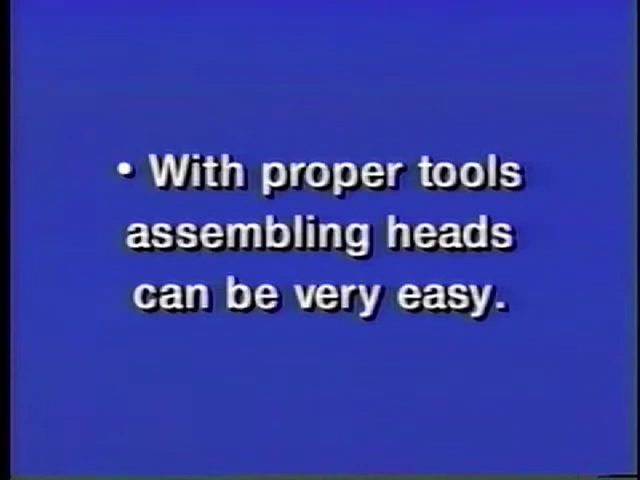 • With proper tools
assembling heads
can be very easy.